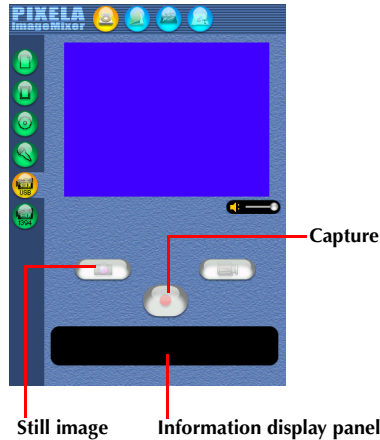 PIXELA
ImageMixer
USB
1394
Capture
Still image
Information display panel